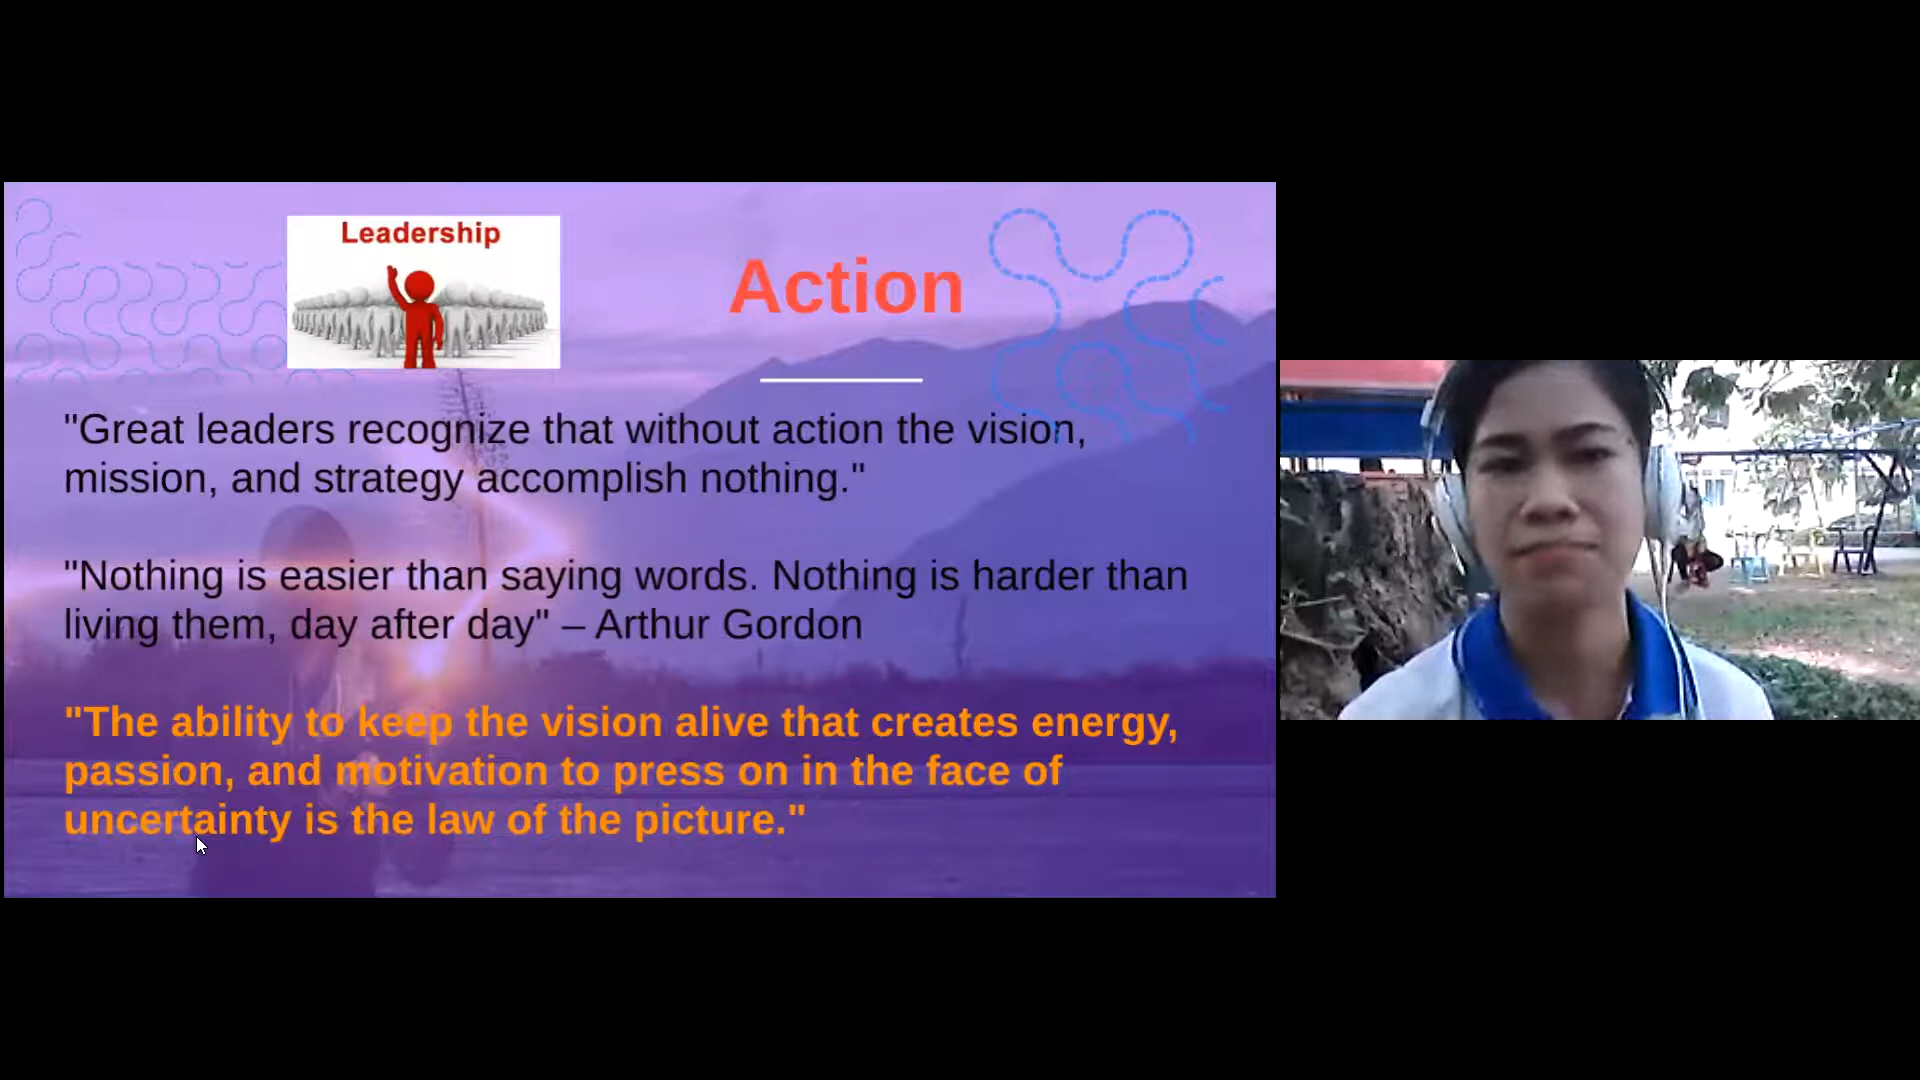 Leadership
Action
"Great leaders recognize that without action the vision,
mission, and strategy accomplish nothing."
"Nothing is easier than saying words. Nothing is harder than
living them, day after day" – Arthur Gordon
"The ability to keep the vision alive that creates energy,
passion, and motivation to press on in the face of
uncertainty is the law of the picture."